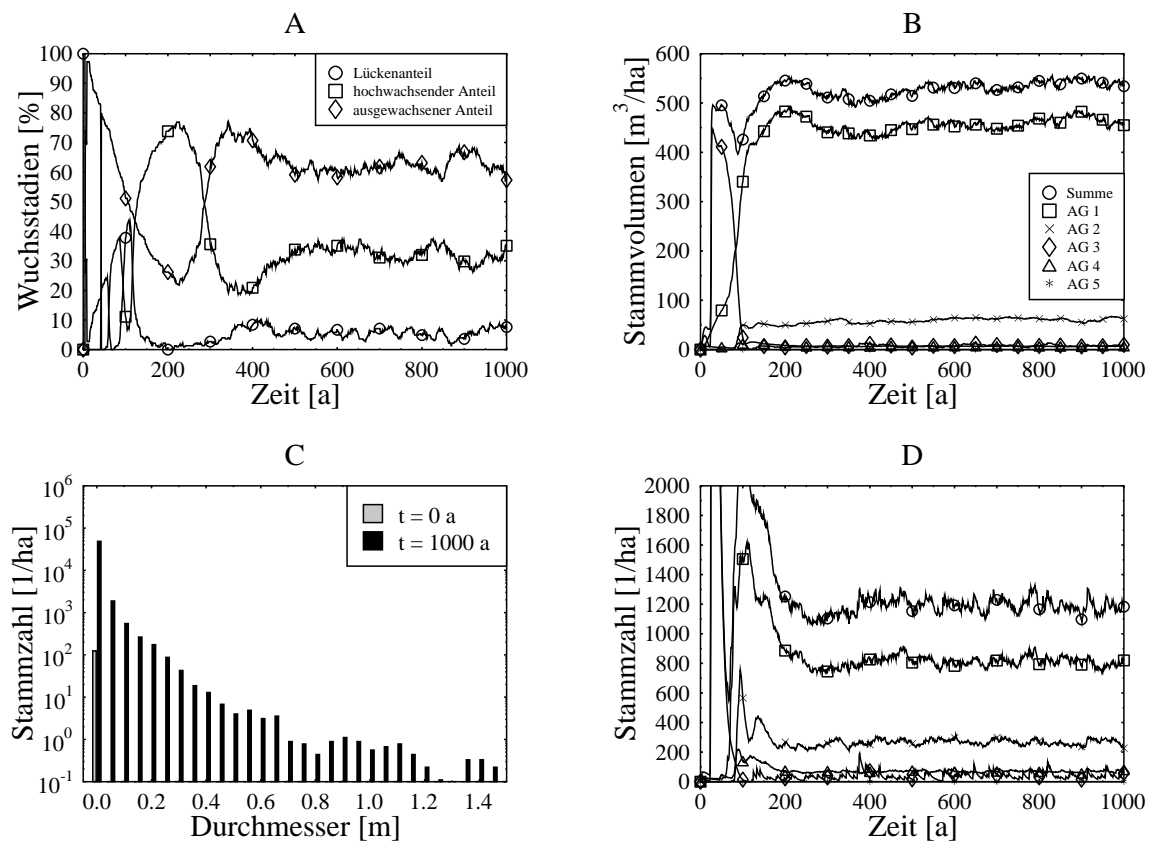 A
100
90
80
70
60
50
40
30
20
10
0
Wuchsstadien [%]
Lückenanteil
hochwachsender Anteil
ausgewachsener Anteil
0 200 400 600 800 1000
Zeit [a]
B
600
500
400
300
200
100
0
Stammvolumen [m³/ha]
Summe
AG 1
AG 2
AG 3
AG 4
AG 5
0 200 400 600 800 1000
Zeit [a]
C
10⁶
10⁵
10⁴
10³
10²
10¹
10⁰
10⁻¹
Stammzahl [1/ha]
t = 0 a
t = 1000 a
0.0 0.2 0.4 0.6 0.8 1.0 1.2 1.4
Durchmesser [m]
D
2000
1800
1600
1400
1200
1000
800
600
400
200
0
Stammzahl [1/ha]
0 200 400 600 800 1000
Zeit [a]